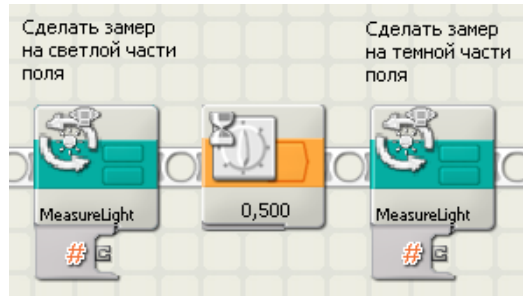 Сделать замер
на светлой части
поля
Сделать замер
на темной части
поля
MeasureLight
0,500
MeasureLight
#
#